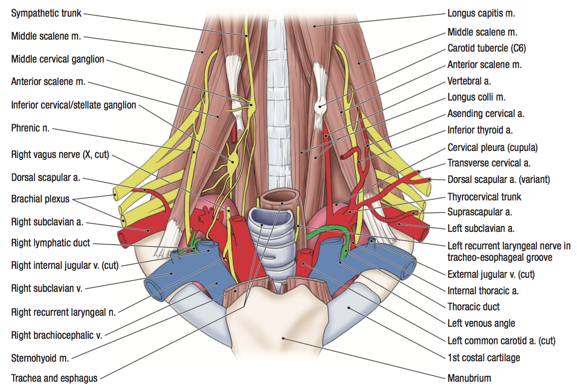 Sympathetic trunk
Middle scalene m.
Middle cervical ganglion
Anterior scalene m.
Inferior cervical/stellate ganglion
Phrenic n.
Right vagus nerve (X, cut)
Dorsal scapular a.
Brachial plexus
Right subclavian a.
Right lymphatic duct
Right internal jugular v. (cut)
Right subclavian v.
Right recurrent laryngeal n.
Right brachiocephalic v.
Sternohyoid m.
Trachea and esphagus
Longus capitis m.
Middle scalene m.
Carotid tubercle (C6)
Anterior scalene m.
Vertebral a.
Longus colli m.
Asending cervical a.
Inferior thyroid a.
Cervical pleura (cupula)
Transverse cervical a.
Dorsal scapular a. (variant)
Thyrocervical trunk
Suprascapular a.
Left subclavian a.
Left recurrent laryngeal nerve in
tracheo-esophageal groove
External jugular v. (cut)
Internal thoracic a.
Thoracic duct
Left venous angle
Left common carotid a. (cut)
1st costal cartilage
Manubrium